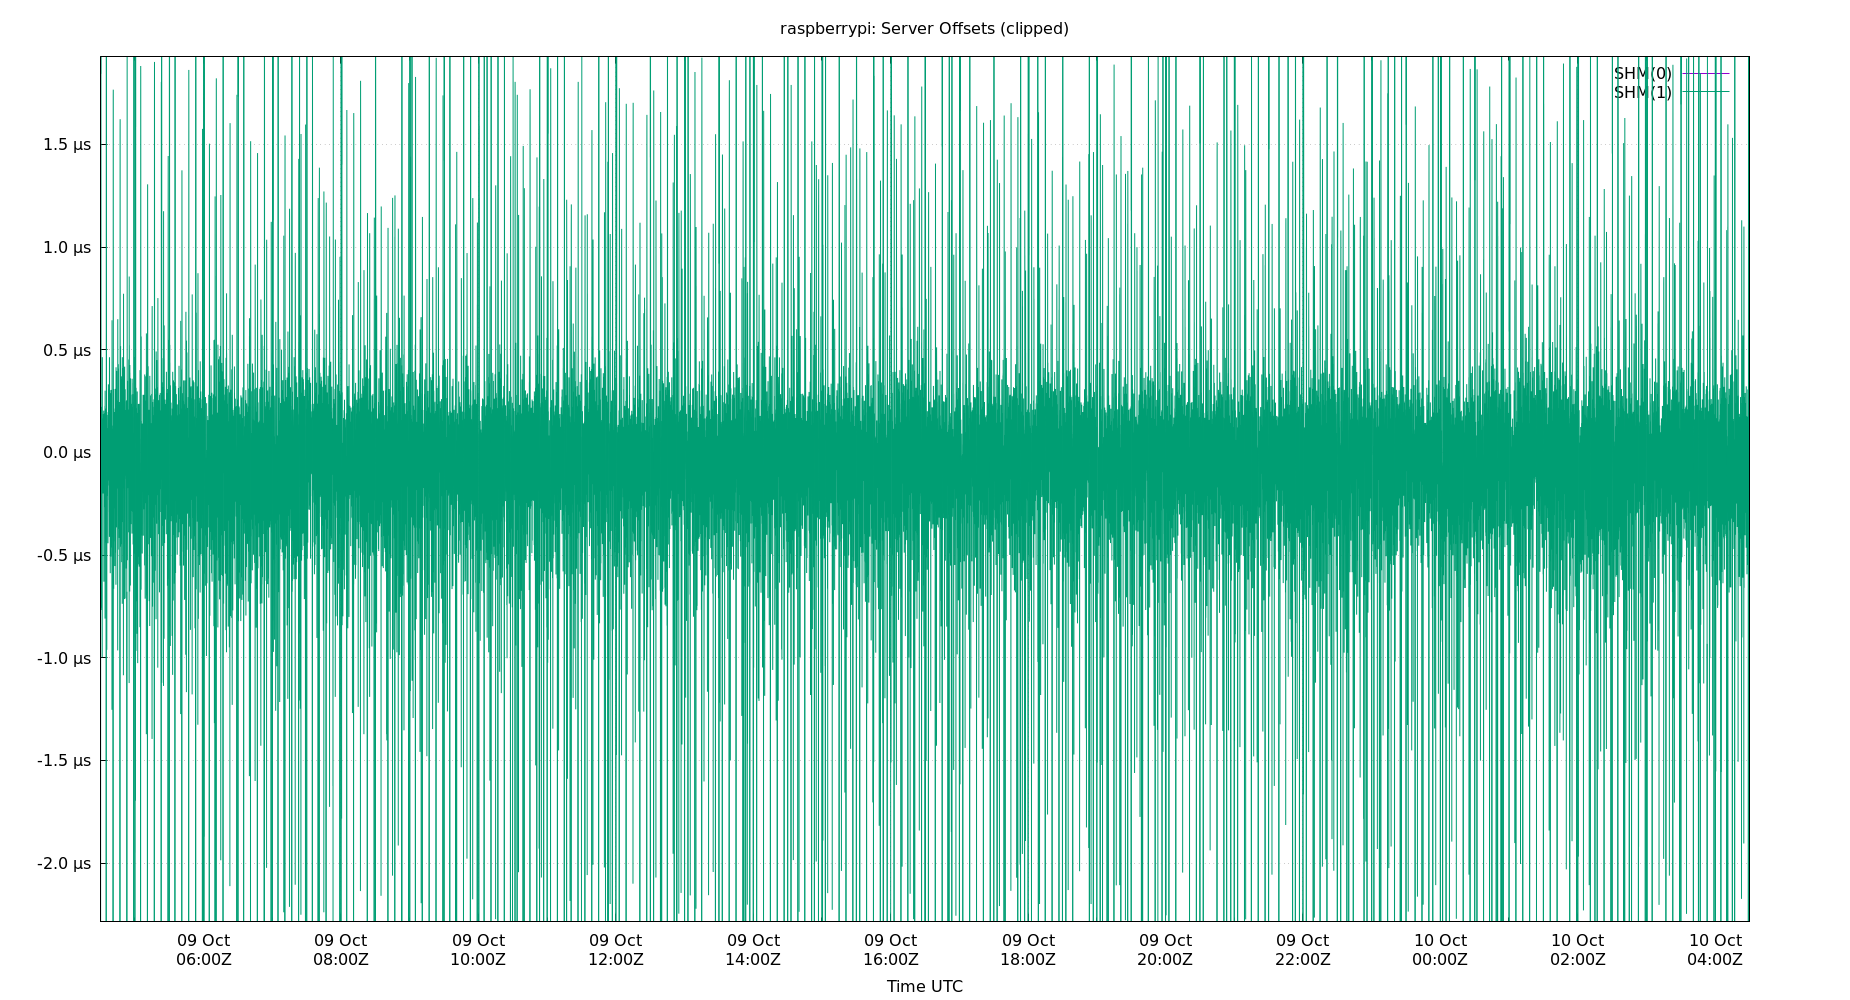 raspberrypi: Server Offsets (clipped)
SHM(0)
SHM(1)
1.5 µs
1.0 µs
0.5 µs
0.0 µs
-0.5 µs
-1.0 µs
-1.5 µs
-2.0 µs
09 Oct 09 Oct 09 Oct 09 Oct 09 Oct 09 Oct 09 Oct 09 Oct 09 Oct 10 Oct 10 Oct 10 Oct
06:00Z 08:00Z 10:00Z 12:00Z 14:00Z 16:00Z 18:00Z 20:00Z 22:00Z 00:00Z 02:00Z 04:00Z
Time UTC